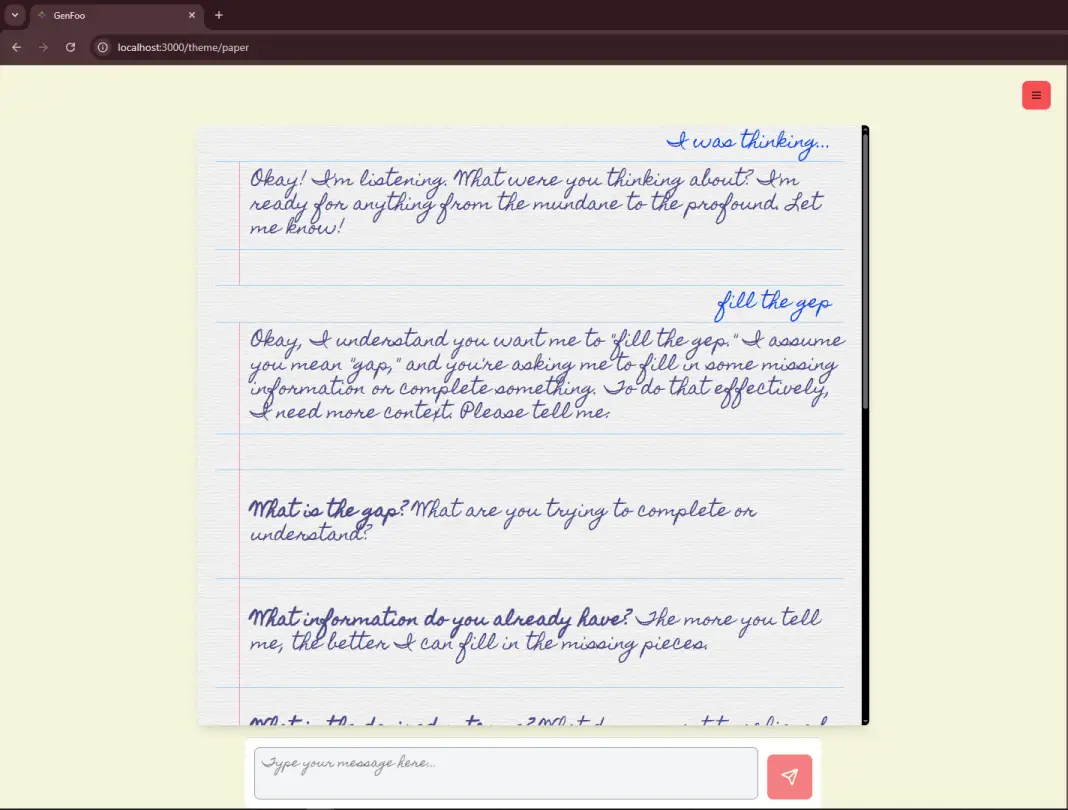 GenFoo
localhost:3000/theme/paper
I was thinking...
Okay! I'm listening. What were you thinking about? I'm
ready for anything from the mundane to the profound. Let
me know!
fill the gep
Okay, I understand you want me to "fill the gep." I assume
you mean "gap," and you're asking me to fill in some missing
information or complete something. To do that effectively,
I need more context. Please tell me:
What is the gap? What are you trying to complete or
understand?
What information do you already have? The more you tell
me, the better I can fill in the missing pieces.
Type your message here...